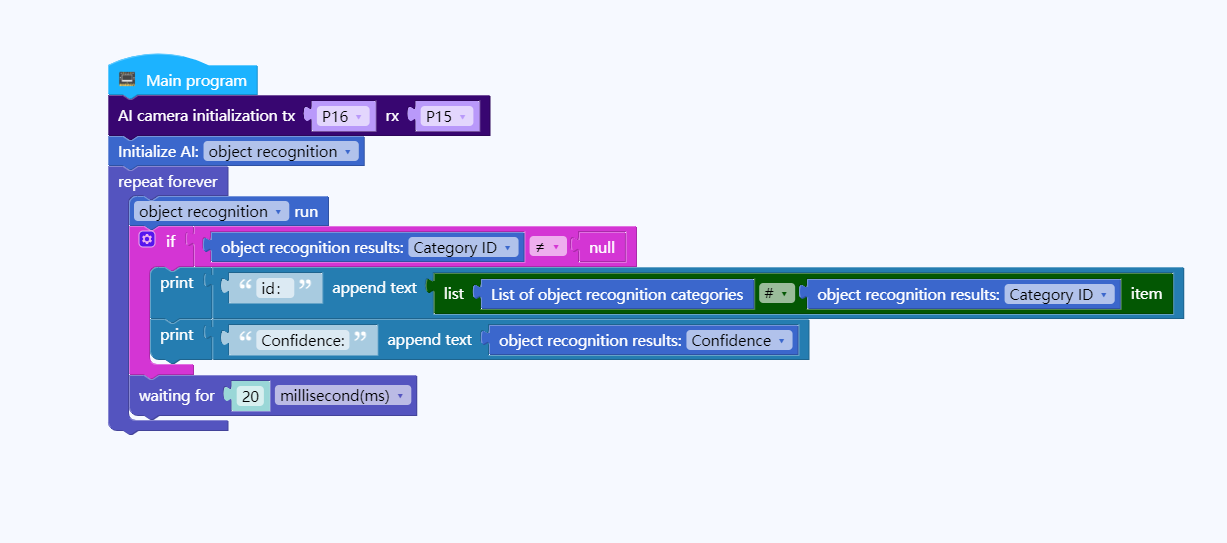 Main program
AI camera initialization tx P16 rx P15
Initialize AI: object recognition
repeat forever
object recognition run
if object recognition results: Category ID ≠ null
print “ id： ” append text list List of object recognition categories # object recognition results: Category ID item
print “ Confidence: ” append text object recognition results: Confidence
waiting for 20 millisecond(ms)